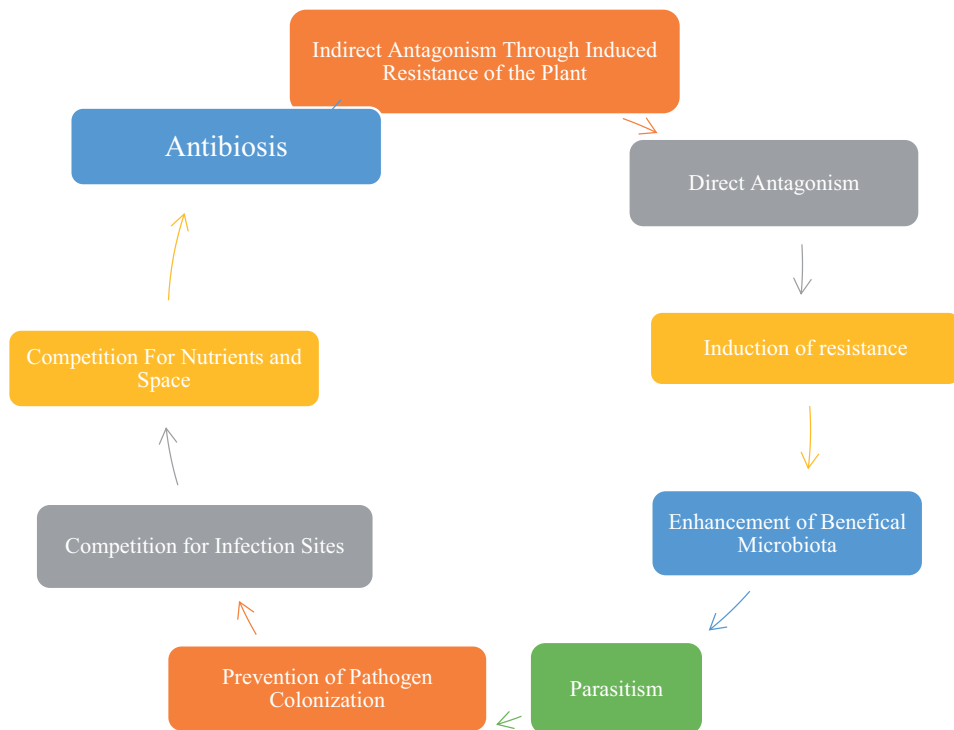 Indirect Antagonism Through Induced
Resistance of the Plant
Antibiosis
Direct Antagonism
Competition For Nutrients and
Space
Induction of resistance
Competition for Infection Sites
Enhancement of Benefical
Microbiota
Prevention of Pathogen
Colonization
Parasitism